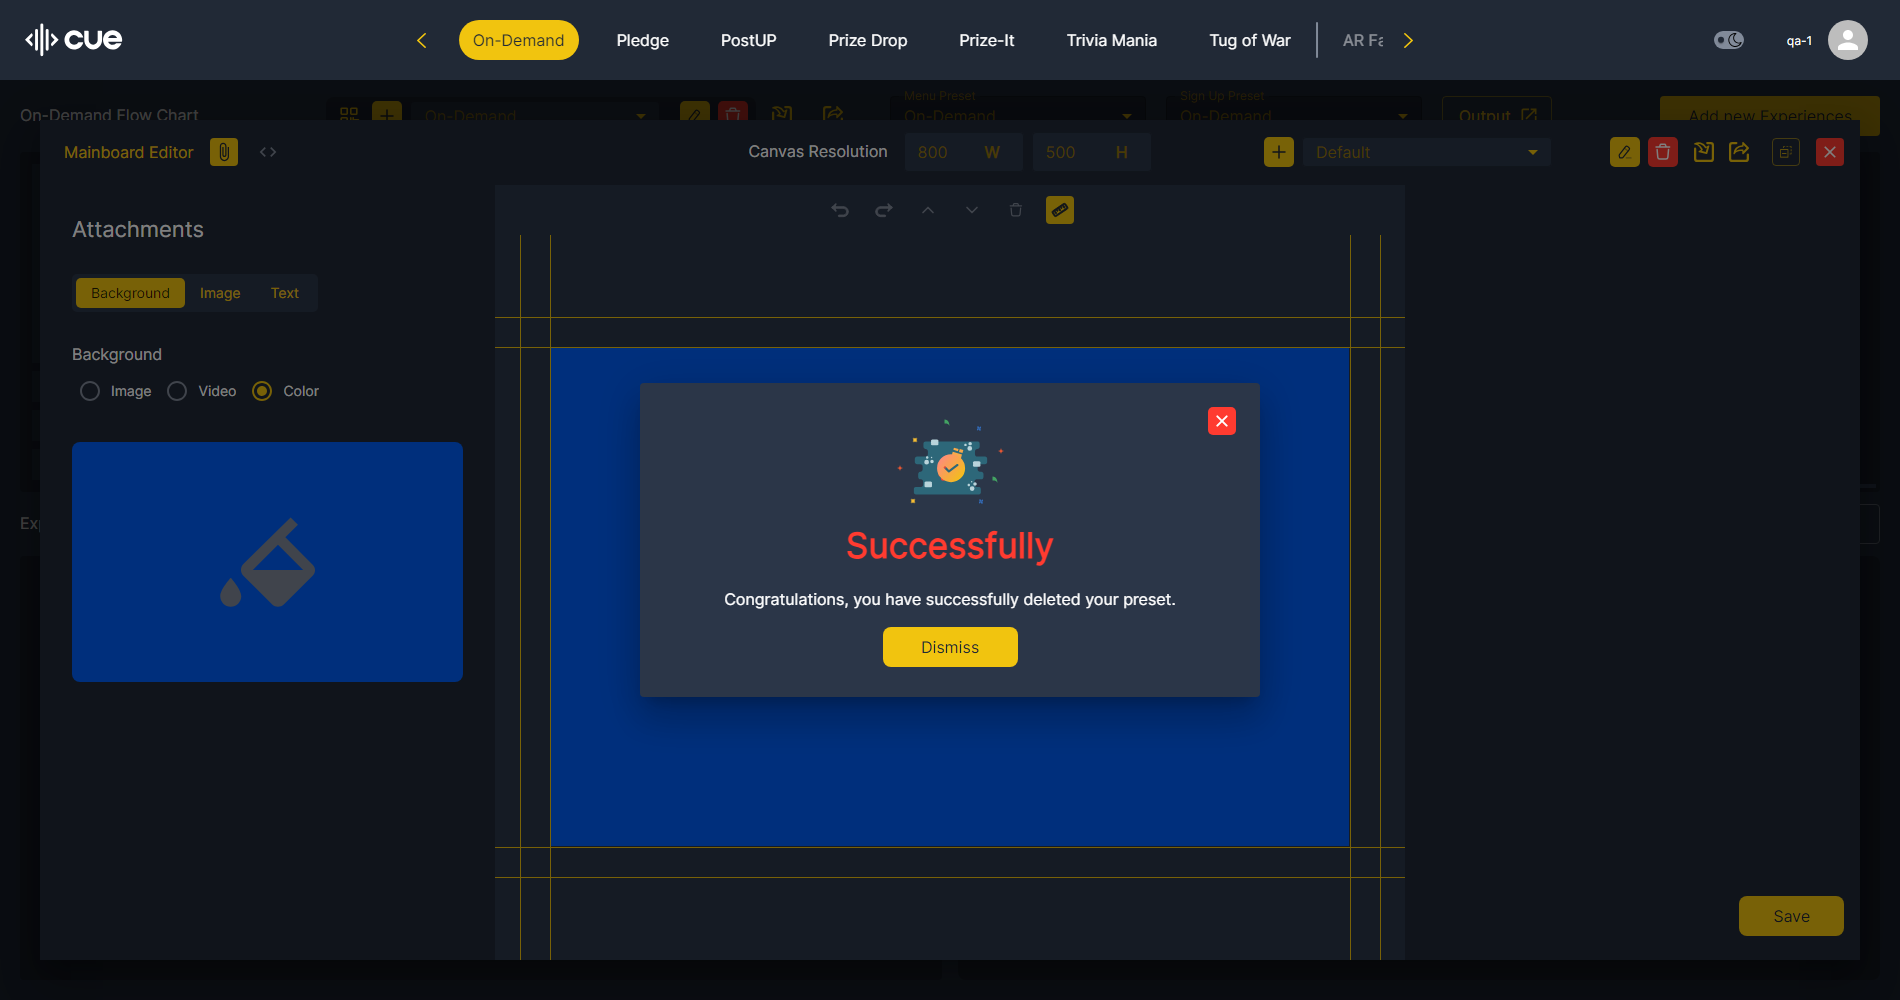 cue
On-Demand
Pledge
PostUP
Prize Drop
Prize-It
Trivia Mania
Tug of War
AR Fa
qa-1
On-Demand Flow Chart
On-Demand
Menu Preset
On-Demand
Sign Up Preset
On-Demand
Output
Add new Experiences
Mainboard Editor
Canvas Resolution
800 W
500 H
Default
Attachments
Background
Image
Text
Background
Image
Video
Color
Successfully
Congratulations, you have successfully deleted your preset.
Dismiss
Exp
Save